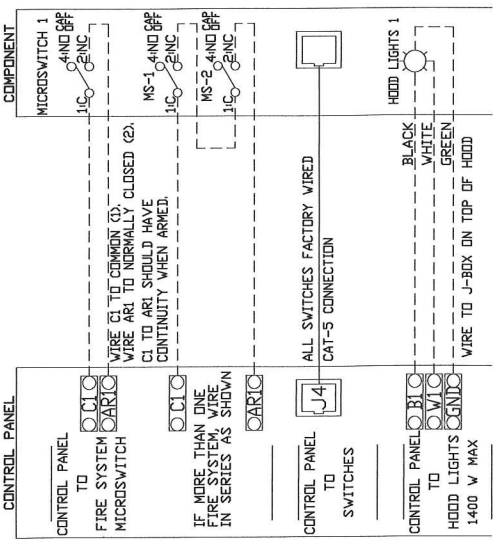 CONTROL PANEL
COMPONENT
CONTROL PANEL
TO
FIRE SYSTEM
MICROSWITCH
C1
AR1
WIRE C1 TO COMMON (1).
WIRE AR1 TO NORMALLY CLOSED (2).
C1 TO AR1 SHOULD HAVE
CONTINUITY WHEN ARMED.
MICROSWITCH 1
4:NO CAP OFF
2:NC
1:C
IF MORE THAN ONE
FIRE SYSTEM, WIRE
IN SERIES AS SHOWN
C1
AR1
MS-1
4:NO CAP OFF
2:NC
1:C
MS-2
4:NO CAP OFF
2:NC
1:C
CONTROL PANEL
TO
SWITCHES
J4
ALL SWITCHES FACTORY WIRED
CAT-5 CONNECTION
CONTROL PANEL
TO
HOOD LIGHTS
1400 W MAX
B1
W1
GND
BLACK
WHITE
GREEN
WIRE TO J-BOX ON TOP OF HOOD
HOOD LIGHTS 1